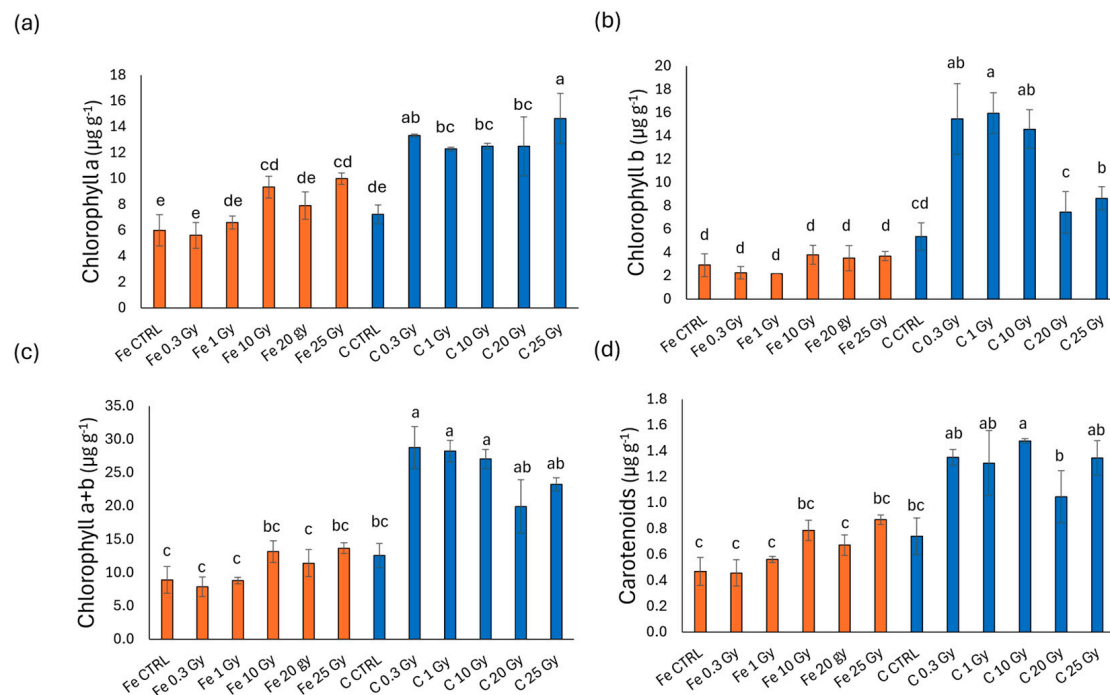 (a)
Chlorophyll a (µg g-1)
18
16
14
12
10
8
6
4
2
0
e
e
de
cd
de
cd
de
ab
bc
bc
bc
a
Fe CTRL
Fe 0.3 Gy
Fe 1 Gy
Fe 10 Gy
Fe 20 gy
Fe 25 Gy
C CTRL
C 0.3 Gy
C 1 Gy
C 10 Gy
C 20 Gy
C 25 Gy
(b)
Chlorophyll b (µg g-1)
20
18
16
14
12
10
8
6
4
2
0
d
d
d
d
d
d
cd
ab
a
ab
c
b
Fe CTRL
Fe 0.3 Gy
Fe 1 Gy
Fe 10 Gy
Fe 20 gy
Fe 25 Gy
C CTRL
C 0.3 Gy
C 1 Gy
C 10 Gy
C 20 Gy
C 25 Gy
(c)
Chlorophyll a+b (µg g-1)
35.0
30.0
25.0
20.0
15.0
10.0
5.0
0.0
c
c
c
bc
c
bc
bc
a
a
a
ab
ab
Fe CTRL
Fe 0.3 Gy
Fe 1 Gy
Fe 10 Gy
Fe 20 gy
Fe 25 Gy
C CTRL
C 0.3 Gy
C 1 Gy
C 10 Gy
C 20 Gy
C 25 Gy
(d)
Carotenoids (µg g-1)
1.8
1.6
1.4
1.2
1.0
0.8
0.6
0.4
0.2
0.0
c
c
c
bc
c
bc
bc
ab
ab
a
b
ab
Fe CTRL
Fe 0.3 Gy
Fe 1 Gy
Fe 10 Gy
Fe 20 gy
Fe 25 Gy
C CTRL
C 0.3 Gy
C 1 Gy
C 10 Gy
C 20 Gy
C 25 Gy